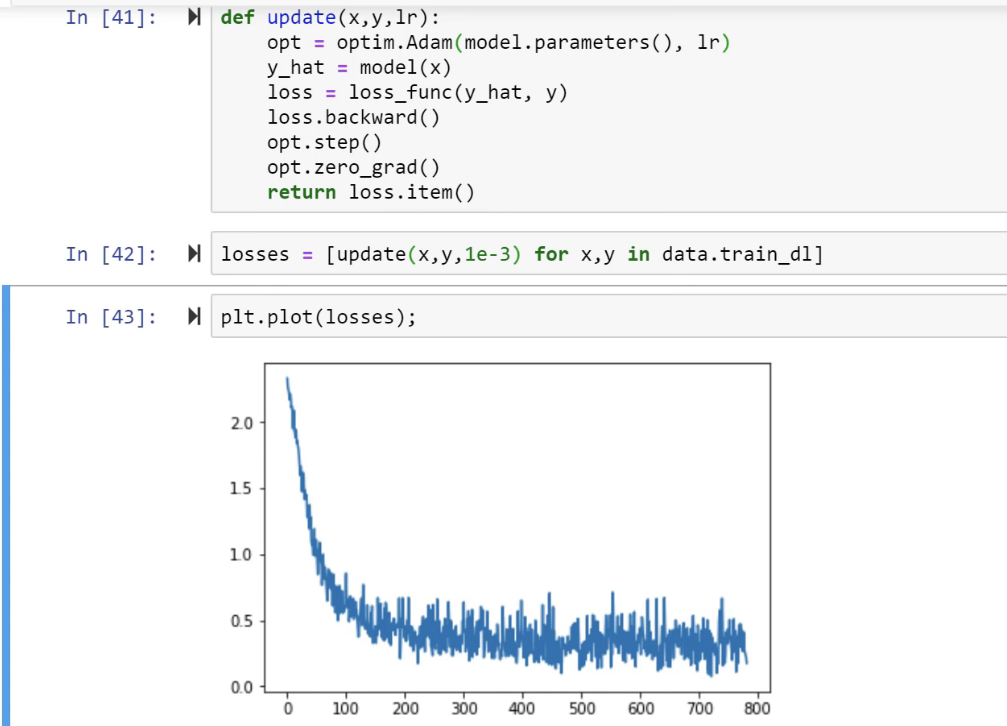 In [41]: def update(x,y,lr):
opt = optim.Adam(model.parameters(), lr)
y_hat = model(x)
loss = loss_func(y_hat, y)
loss.backward()
opt.step()
opt.zero_grad()
return loss.item()
In [42]: losses = [update(x,y,1e-3) for x,y in data.train_dl]
In [43]: plt.plot(losses);
2.0
1.5
1.0
0.5
0.0
0 100 200 300 400 500 600 700 800